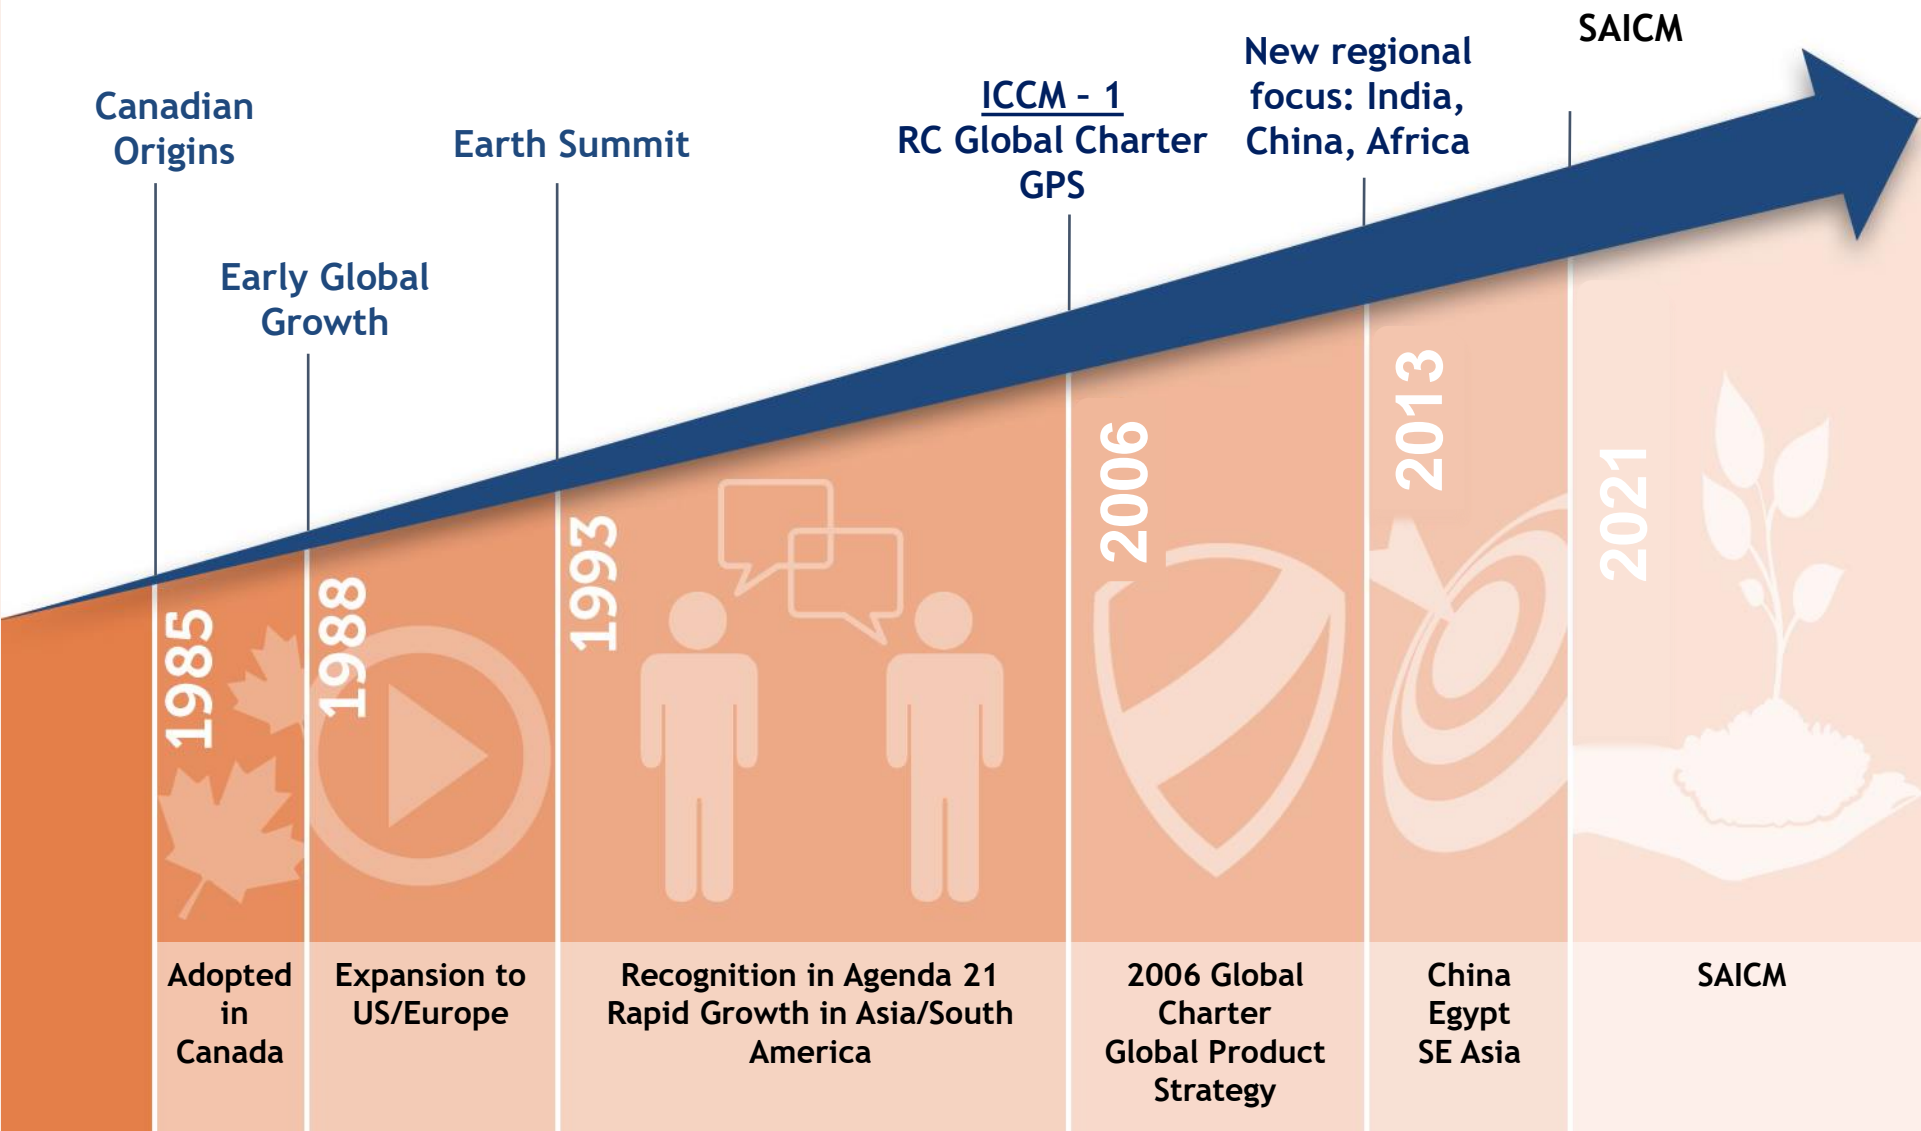 SAICM
New regional
focus: India,
China, Africa
ICCM – 1
RC Global Charter
GPS
Canadian
Origins
Earth Summit
Early Global
Growth
1985
1988
1993
2006
2013
2021
Adopted
in
Canada
Expansion to
US/Europe
Recognition in Agenda 21
Rapid Growth in Asia/South
America
2006 Global
Charter
Global Product
Strategy
China
Egypt
SE Asia
SAICM